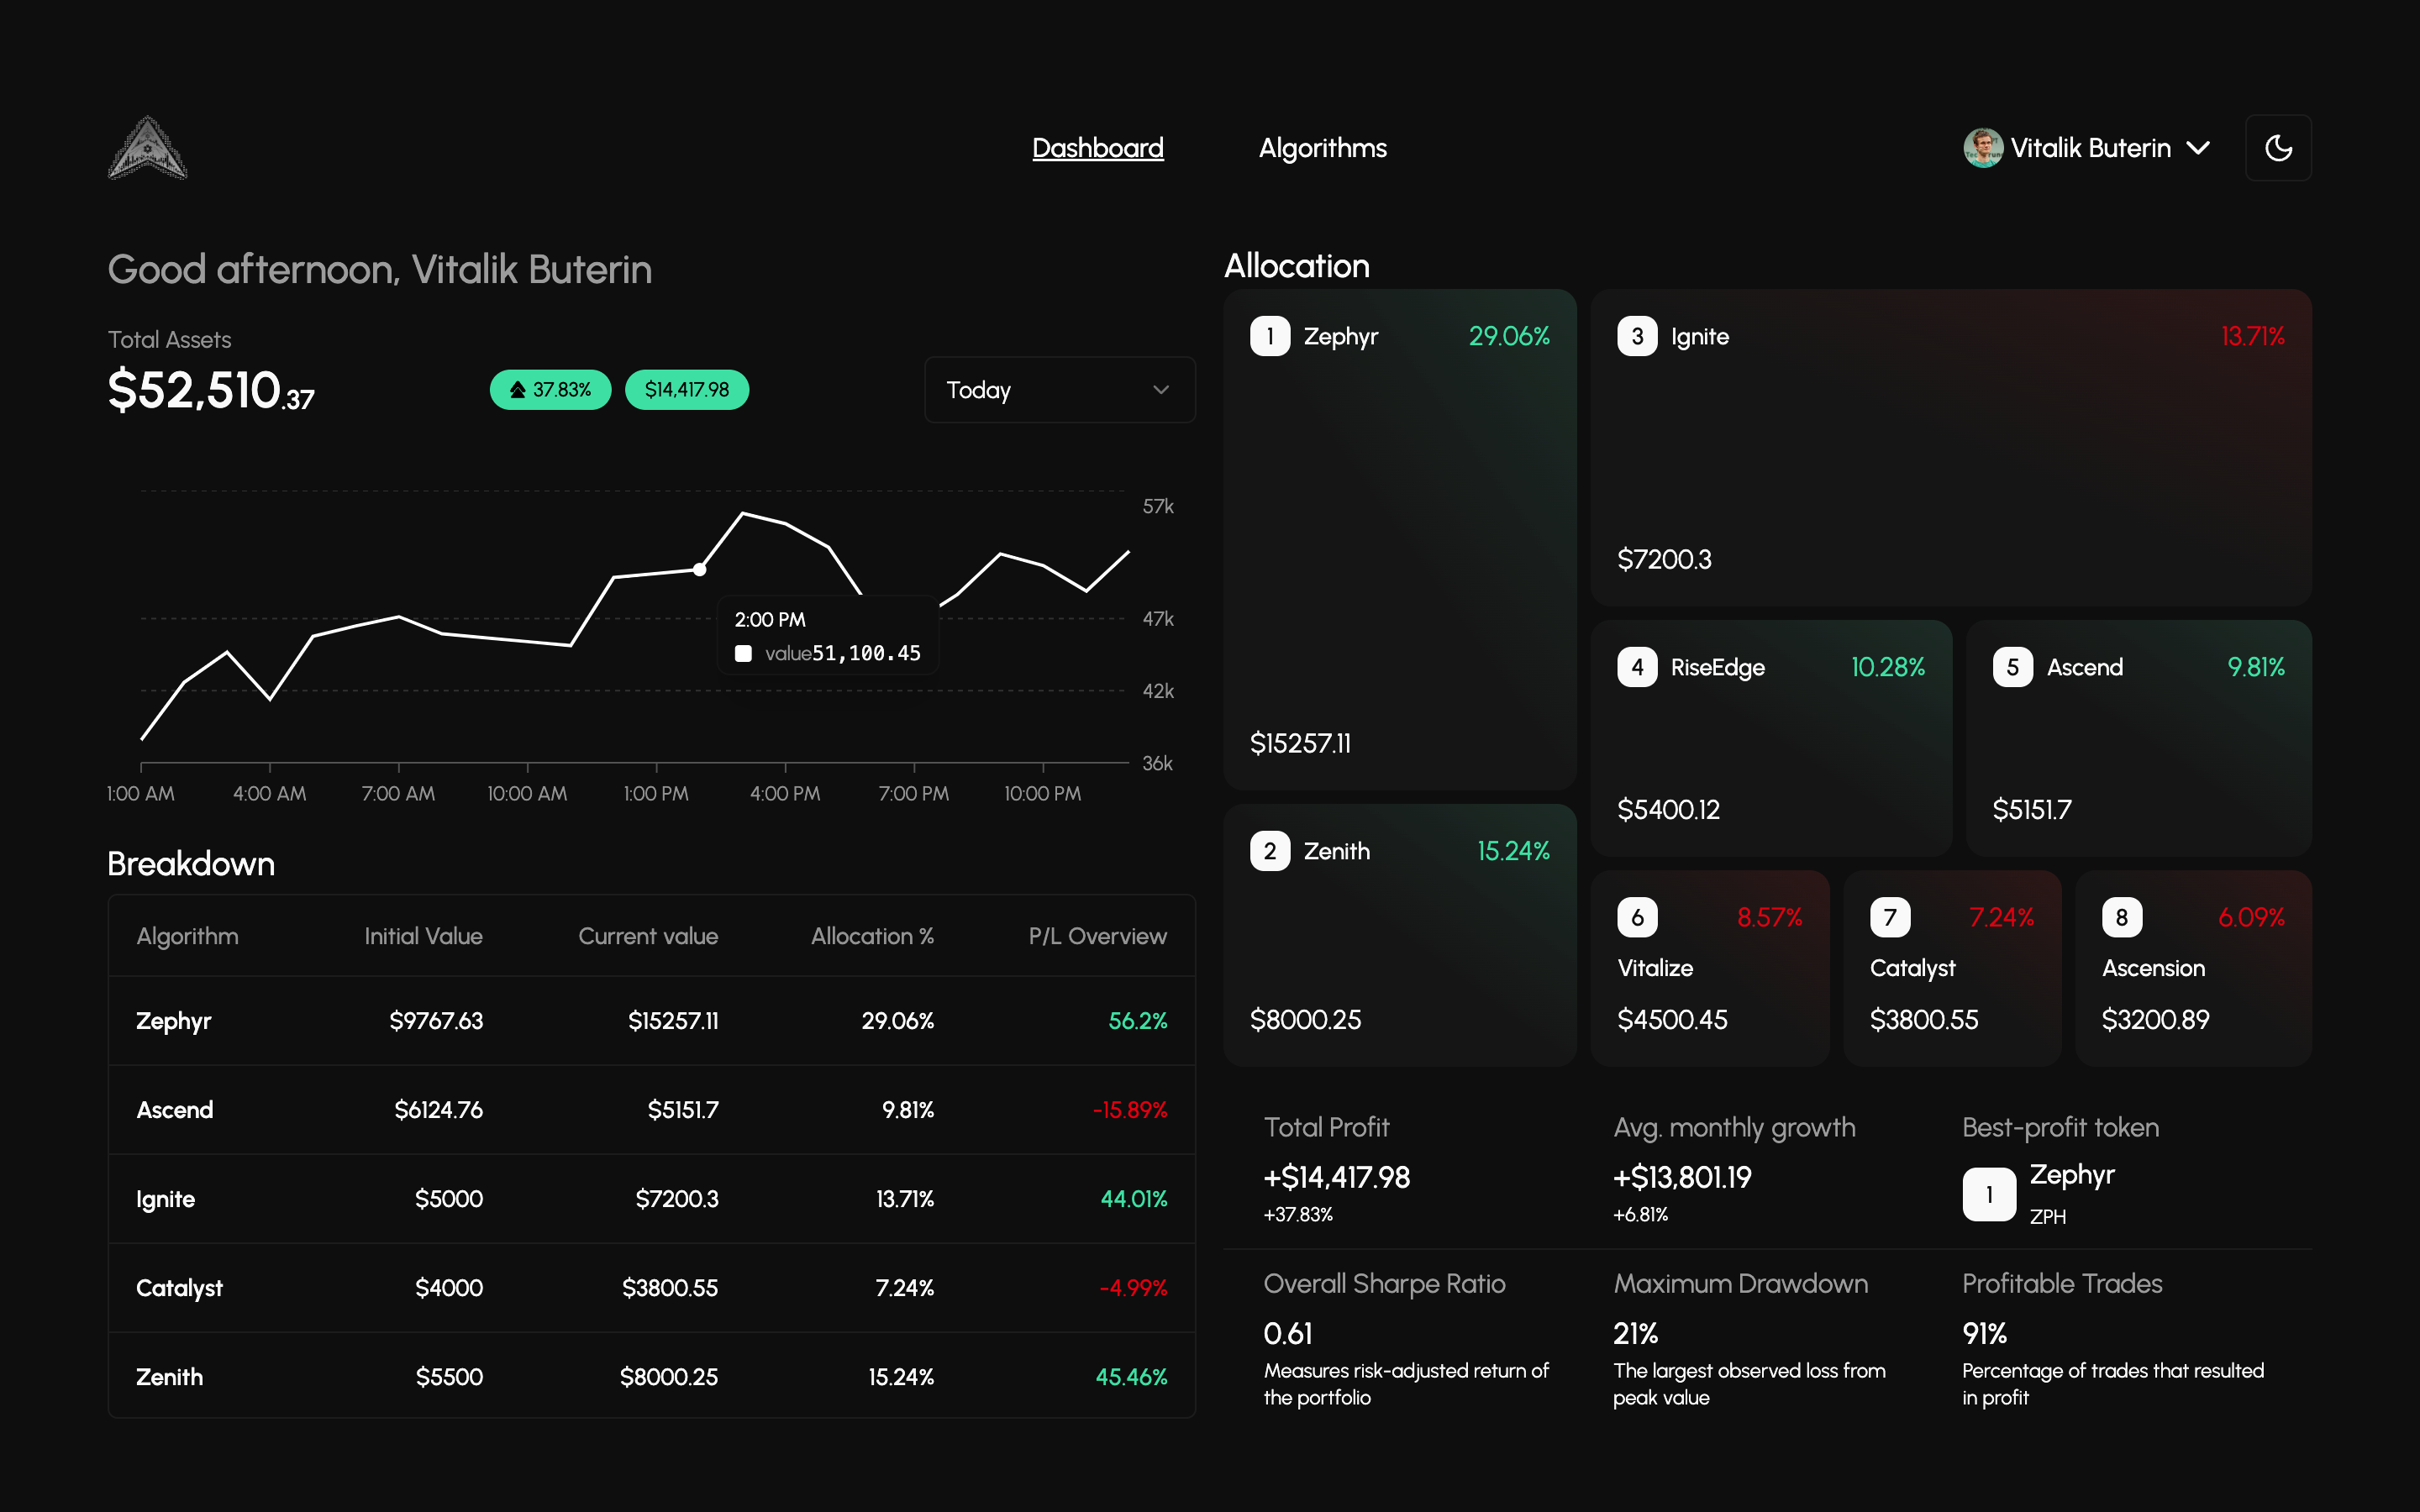 Dashboard
Algorithms
Vitalik Buterin
Good afternoon, Vitalik Buterin
Total Assets
$52,510.37
37.83%
$14,417.98
Today
57k
47k
42k
36k
2:00 PM
value51,100.45
1:00 AM 4:00 AM 7:00 AM 10:00 AM 1:00 PM 4:00 PM 7:00 PM 10:00 PM
Breakdown
Algorithm Initial Value Current value Allocation % P/L Overview
Zephyr $9767.63 $15257.11 29.06% 56.2%
Ascend $6124.76 $5151.7 9.81% -15.89%
Ignite $5000 $7200.3 13.71% 44.01%
Catalyst $4000 $3800.55 7.24% -4.99%
Zenith $5500 $8000.25 15.24% 45.46%
Allocation
1 Zephyr 29.06%
$15257.11
2 Zenith 15.24%
$8000.25
3 Ignite 13.71%
$7200.3
4 RiseEdge 10.28%
$5400.12
5 Ascend 9.81%
$5151.7
6 8.57%
Vitalize
$4500.45
7 7.24%
Catalyst
$3800.55
8 6.09%
Ascension
$3200.89
Total Profit
+$14,417.98
+37.83%
Avg. monthly growth
+$13,801.19
+6.81%
Best-profit token
1
Zephyr
ZPH
Overall Sharpe Ratio
0.61
Measures risk-adjusted return of
the portfolio
Maximum Drawdown
21%
The largest observed loss from
peak value
Profitable Trades
91%
Percentage of trades that resulted
in profit